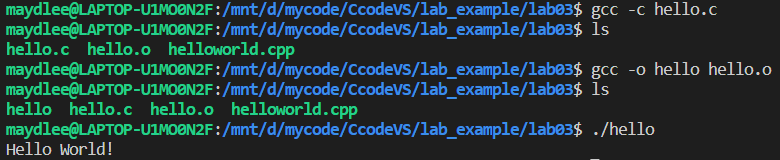 maydlee@LAPTOP-U1MO0N2F:/mnt/d/mycode/CcodeVS/lab_example/lab03$ gcc -c hello.c
maydlee@LAPTOP-U1MO0N2F:/mnt/d/mycode/CcodeVS/lab_example/lab03$ ls
hello.c  hello.o  helloworld.cpp
maydlee@LAPTOP-U1MO0N2F:/mnt/d/mycode/CcodeVS/lab_example/lab03$ gcc -o hello hello.o
maydlee@LAPTOP-U1MO0N2F:/mnt/d/mycode/CcodeVS/lab_example/lab03$ ls
hello  hello.c  hello.o  helloworld.cpp
maydlee@LAPTOP-U1MO0N2F:/mnt/d/mycode/CcodeVS/lab_example/lab03$ ./hello
Hello World!